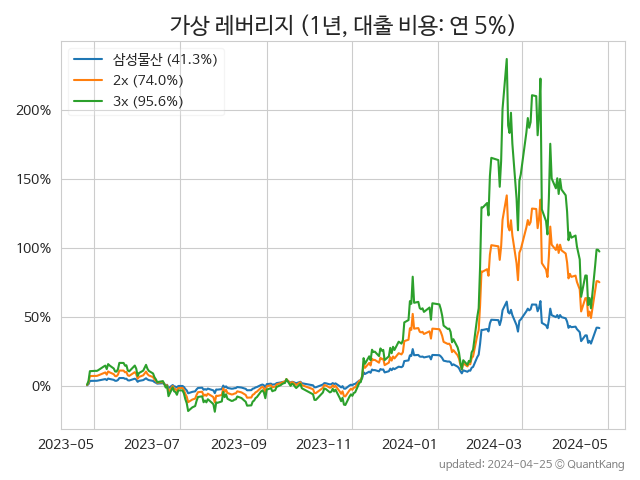 가상 레버리지 (1년, 대출 비용: 연 5%)
삼성물산 (41.3%)
2x (74.0%)
3x (95.6%)
200%
150%
100%
50%
0%
2023-05 2023-07 2023-09 2023-11 2024-01 2024-03 2024-05
updated: 2024-04-25 © QuantKang